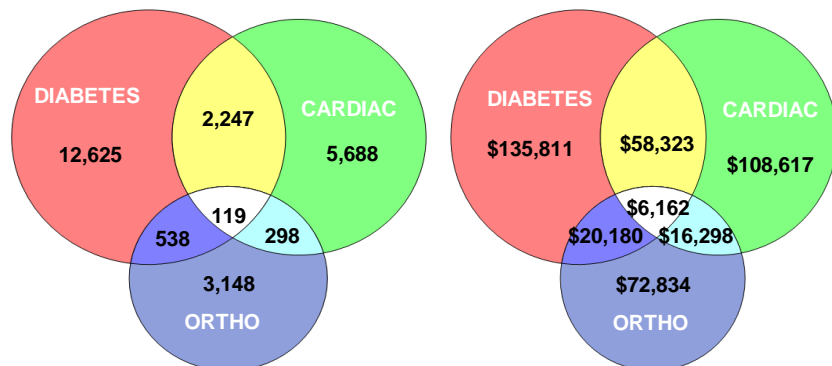 DIABETES
12,625
2,247
CARDIAC
5,688
119
538
298
3,148
ORTHO
DIABETES
$135,811
$58,323
CARDIAC
$108,617
$6,162
$20,180
$16,298
$72,834
ORTHO